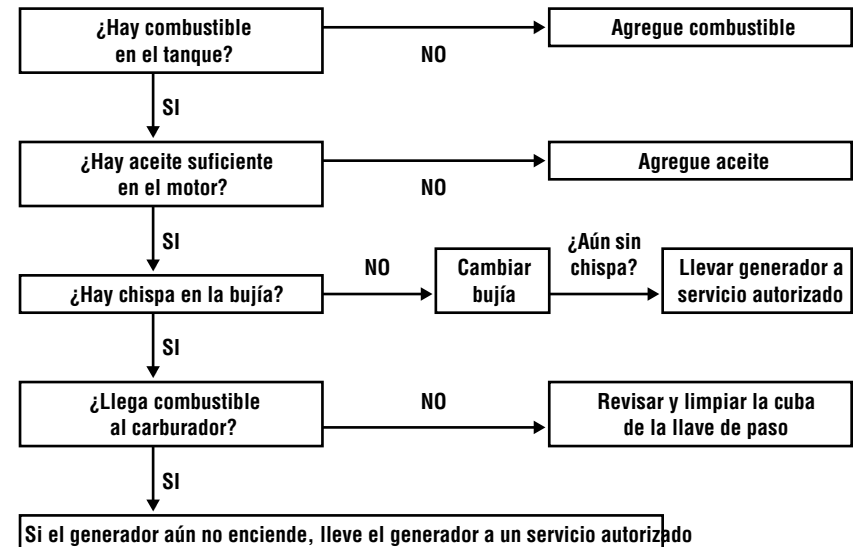 ¿Hay combustible
en el tanque?
NO
Agregue combustible
SI
¿Hay aceite suficiente
en el motor?
NO
Agregue aceite
SI
¿Hay chispa en la bujía?
NO
Cambiar
bujía
¿Aún sin
chispa?
Llevar generador a
servicio autorizado
SI
¿Llega combustible
al carburador?
NO
Revisar y limpiar la cuba
de la llave de paso
SI
Si el generador aún no enciende, lleve el generador a un servicio autorizado